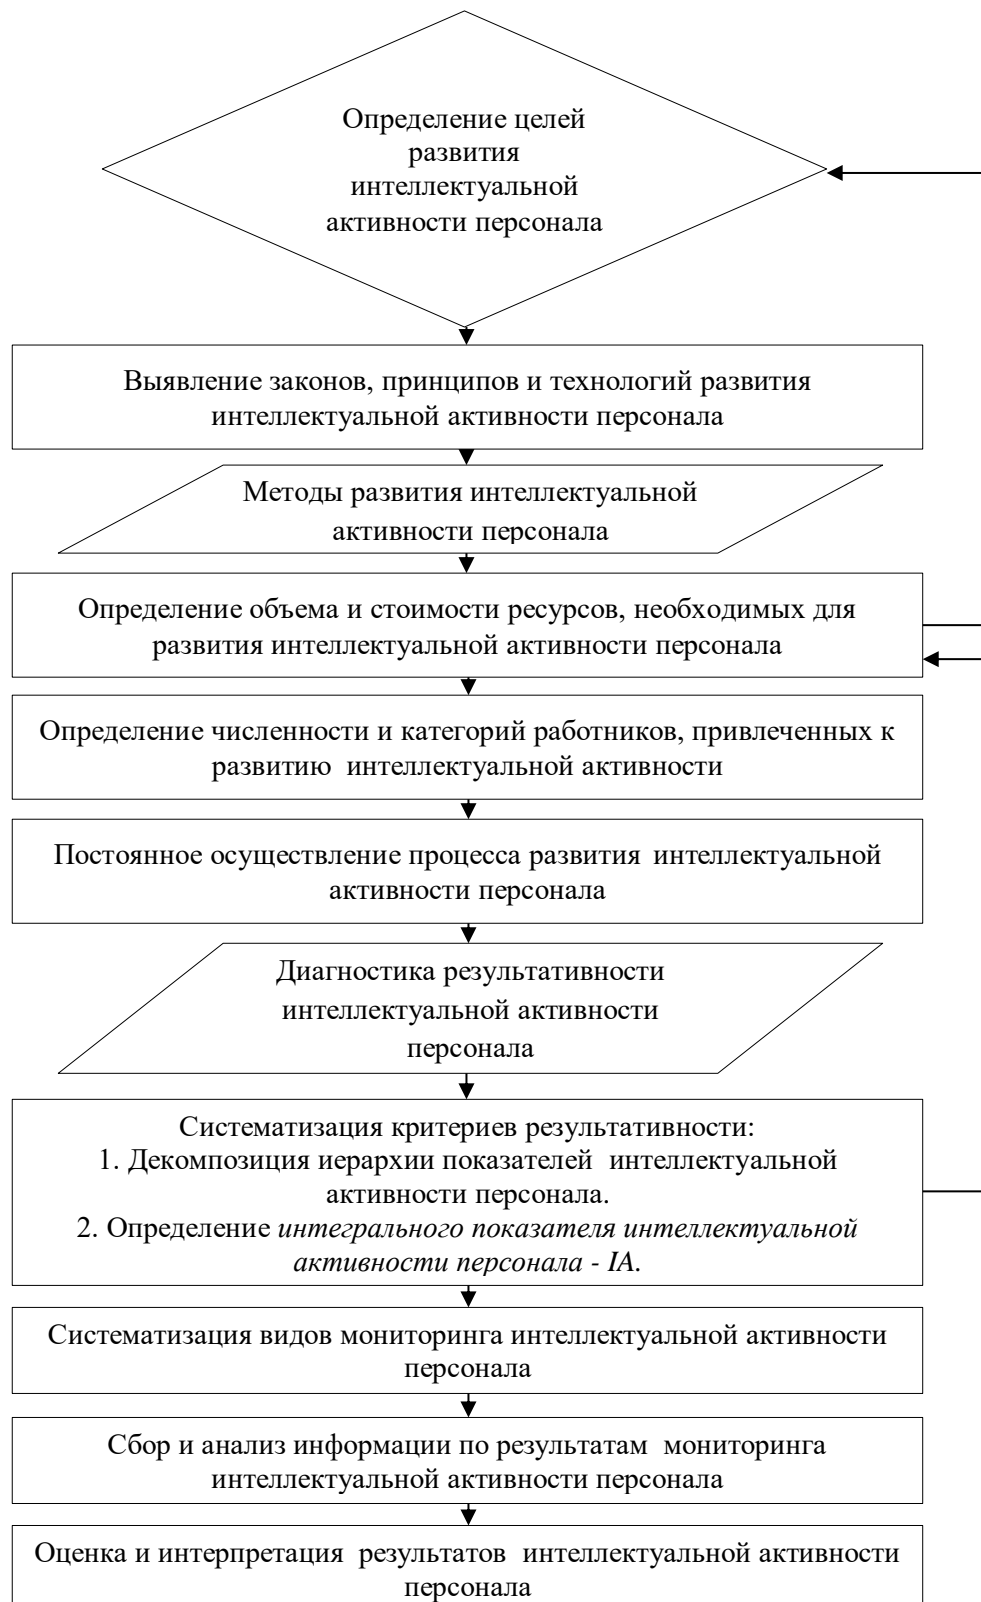 Определение целей
развития
интеллектуальной
активности персонала
Выявление законов, принципов и технологий развития
интеллектуальной активности персонала
Методы развития интеллектуальной
активности персонала
Определение объема и стоимости ресурсов, необходимых для
развития интеллектуальной активности персонала
Определение численности и категорий работников, привлеченных к
развитию интеллектуальной активности
Постоянное осуществление процесса развития интеллектуальной
активности персонала
Диагностика результативности
интеллектуальной активности
персонала
Систематизация критериев результативности:
1. Декомпозиция иерархии показателей интеллектуальной
активности персонала.
2. Определение интегрального показателя интеллектуальной
активности персонала - IA.
Систематизация видов мониторинга интеллектуальной активности
персонала
Сбор и анализ информации по результатам мониторинга
интеллектуальной активности персонала
Оценка и интерпретация результатов интеллектуальной активности
персонала